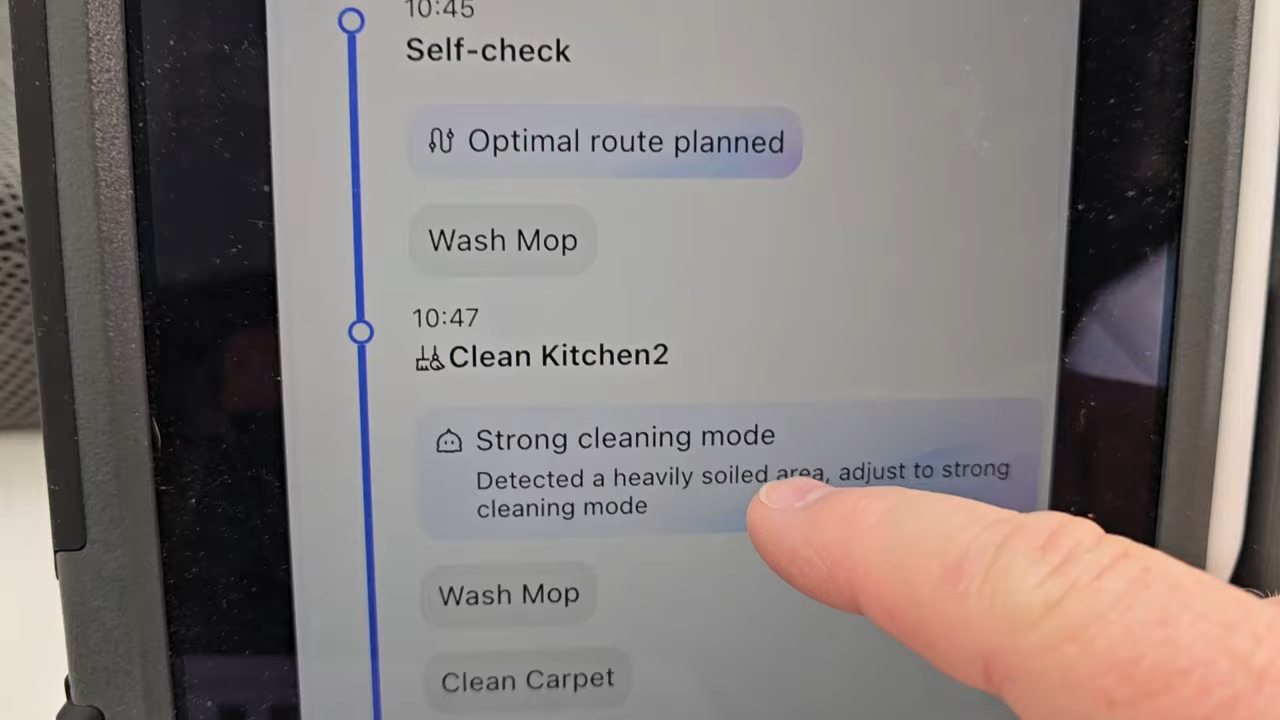 10:45
Self-check
Optimal route planned
Wash Mop
10:47
Clean Kitchen2
Strong cleaning mode
Detected a heavily soiled area, adjust to strong
cleaning mode
Wash Mop
Clean Carpet